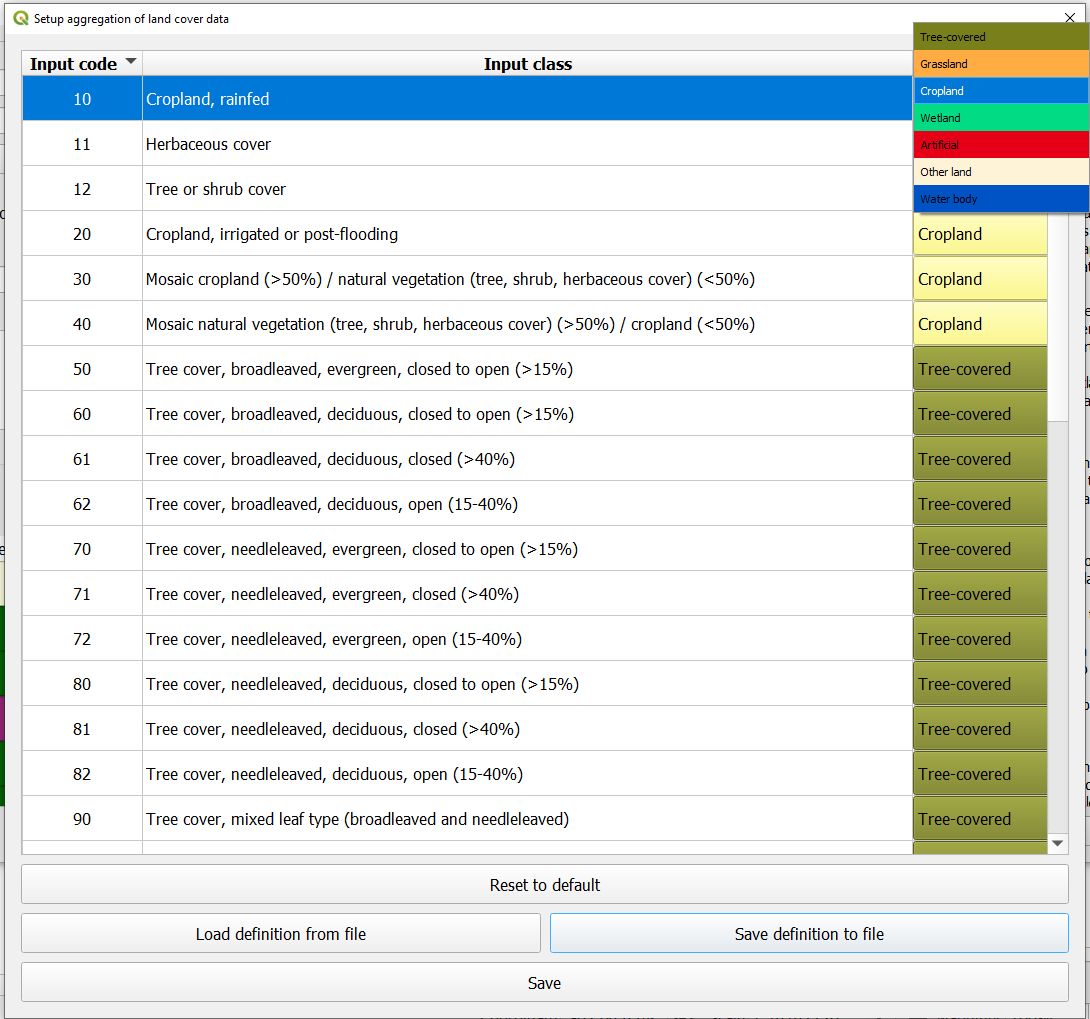 Setup aggregation of land cover data
Input code Input class
Tree-covered
Grassland
Cropland
Wetland
Artificial
Other land
Water body
10 Cropland, rainfed
11 Herbaceous cover
12 Tree or shrub cover
20 Cropland, irrigated or post-flooding Cropland
30 Mosaic cropland (>50%) / natural vegetation (tree, shrub, herbaceous cover) (<50%) Cropland
40 Mosaic natural vegetation (tree, shrub, herbaceous cover) (>50%) / cropland (<50%) Cropland
50 Tree cover, broadleaved, evergreen, closed to open (>15%) Tree-covered
60 Tree cover, broadleaved, deciduous, closed to open (>15%) Tree-covered
61 Tree cover, broadleaved, deciduous, closed (>40%) Tree-covered
62 Tree cover, broadleaved, deciduous, open (15-40%) Tree-covered
70 Tree cover, needleleaved, evergreen, closed to open (>15%) Tree-covered
71 Tree cover, needleleaved, evergreen, closed (>40%) Tree-covered
72 Tree cover, needleleaved, evergreen, open (15-40%) Tree-covered
80 Tree cover, needleleaved, deciduous, closed to open (>15%) Tree-covered
81 Tree cover, needleleaved, deciduous, closed (>40%) Tree-covered
82 Tree cover, needleleaved, deciduous, open (15-40%) Tree-covered
90 Tree cover, mixed leaf type (broadleaved and needleleaved) Tree-covered
Reset to default
Load definition from file Save definition to file
Save